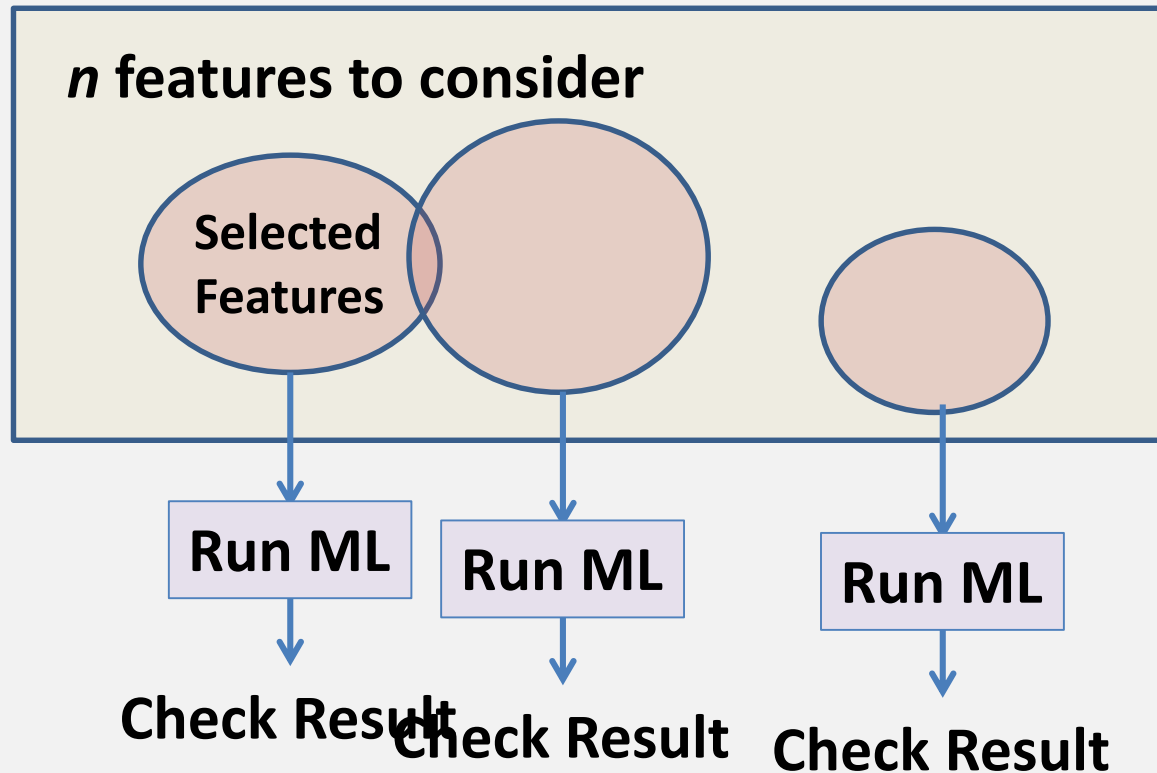 n features to consider
Selected
Features
Run ML
Run ML
Run ML
Check Result
Check Result
Check Result